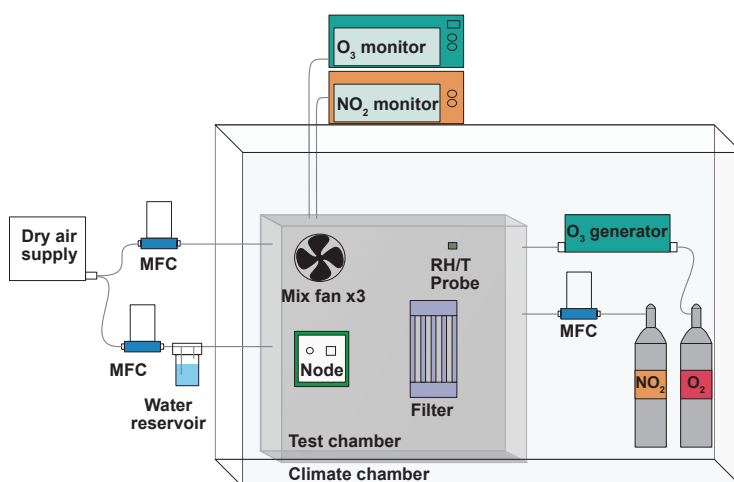 O₃ monitor
NO₂ monitor
Dry air
supply
MFC
MFC
Water
reservoir
Mix fan x3
RH/T
Probe
Node
Filter
Test chamber
Climate chamber
O₃ generator
MFC
NO₂
O₂